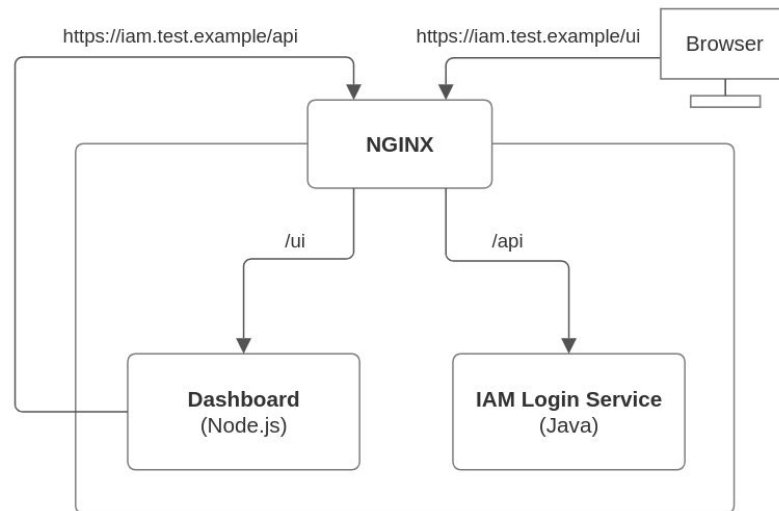 https://iam.test.example/api
https://iam.test.example/ui
Browser
NGINX
/ui
/api
Dashboard
(Node.js)
IAM Login Service
(Java)